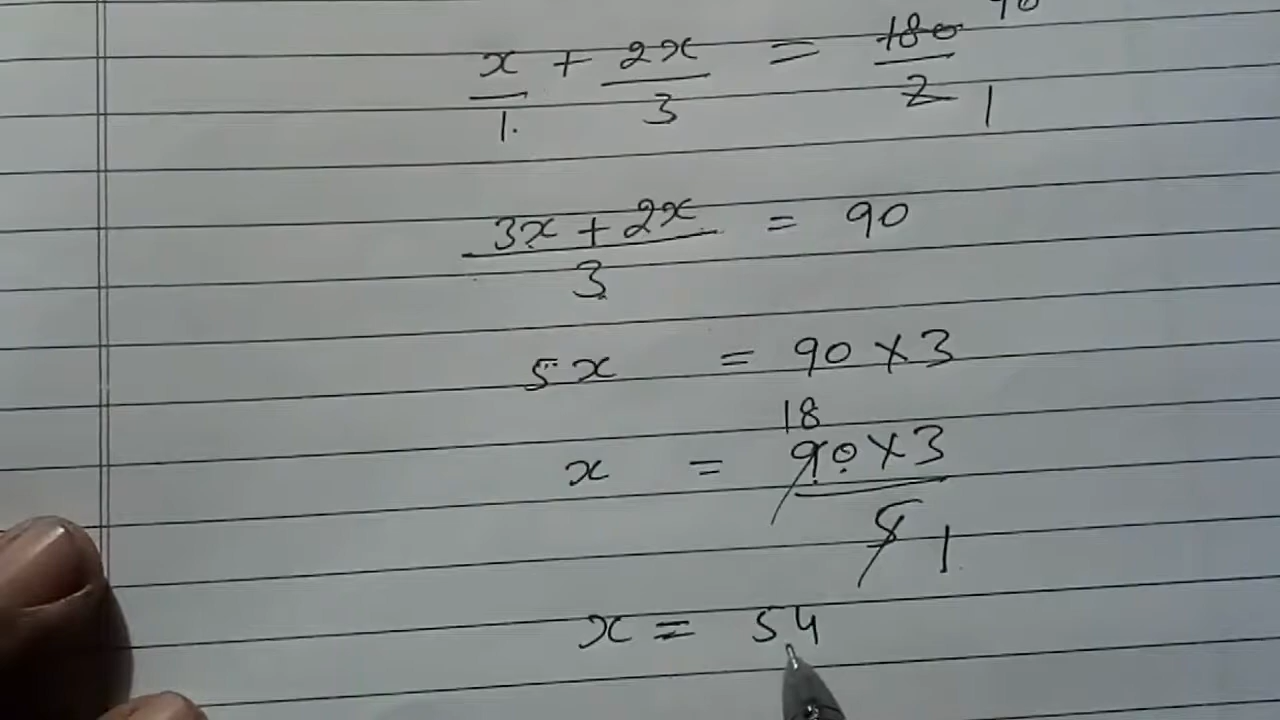 x/1. + 2x/3 = 180/2 90 1
3x + 2x/3 = 90
5x = 90 × 3
18
x = 90 × 3/5 1
x = 54